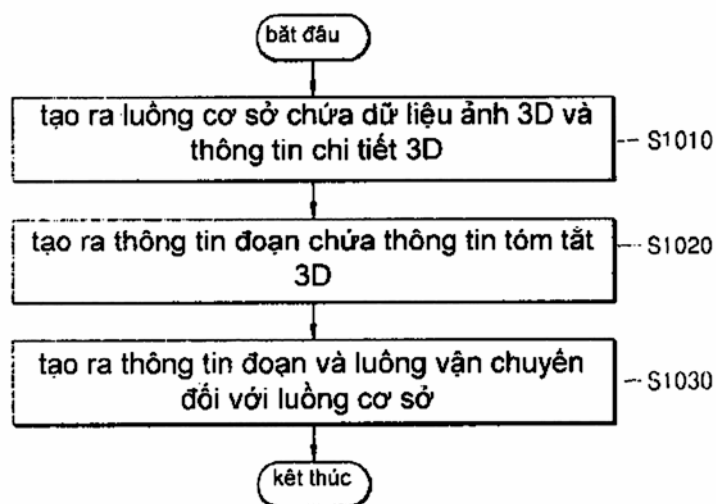 bắt đầu
tạo ra luồng cơ sở chứa dữ liệu ảnh 3D và
thông tin chi tiết 3D
S1010
tạo ra thông tin đoạn chứa thông tin tóm tắt
3D
S1020
tạo ra thông tin đoạn và luồng vận chuyển
đối với luồng cơ sở
S1030
kết thúc